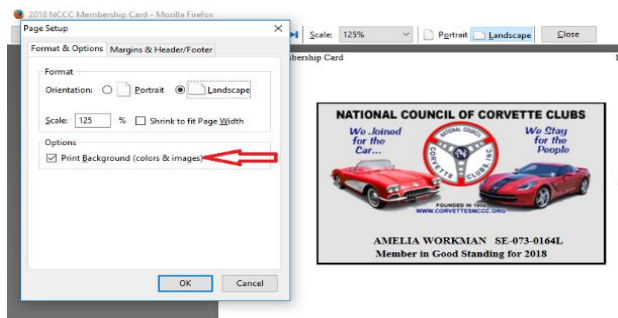 2018 NCCC Membership Card - Mozilla Firefox
Page Setup
Format & Options Margins & Header/Footer
Format
Orientation: Portrait Landscape
Scale: 125 % Shrink to fit Page Width
Options
Print Background (colors & images)
OK Cancel
Scale: 125% Portrait Landscape Close
bership Card
NATIONAL COUNCIL OF CORVETTE CLUBS
We Joined
for the
Car...
We Stay
for the
People
NATIONAL COUNCIL
CORVETTE CLUBS, INC.
FOUNDED IN
WWW.CORVETTESNCCC.ORG
AMELIA WORKMAN SE-073-0164L
Member in Good Standing for 2018